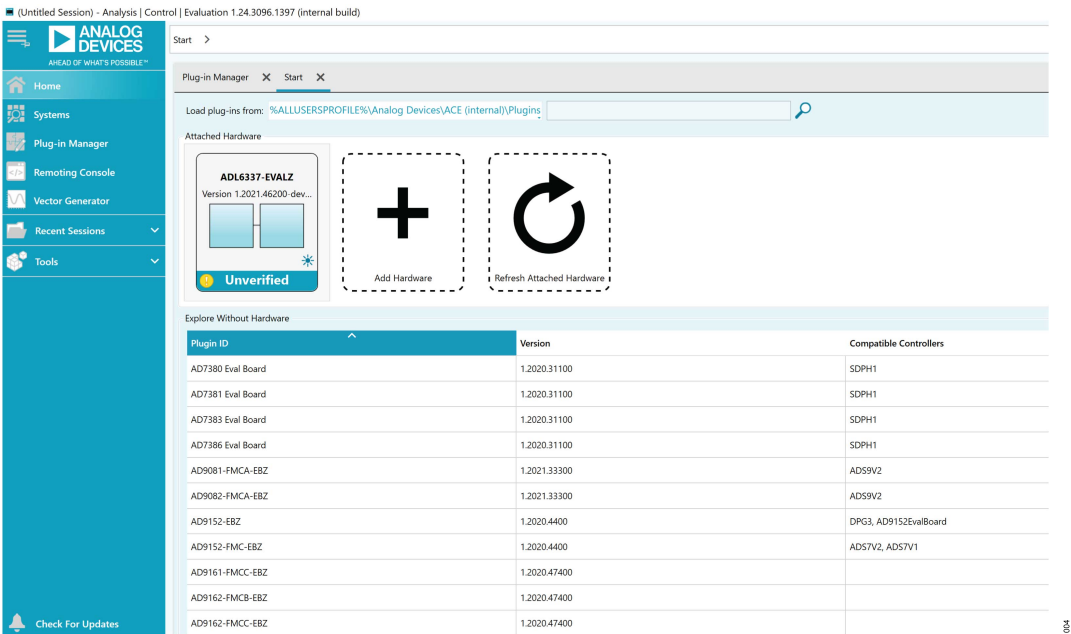 (Untitled Session) - Analysis | Control | Evaluation 1.24.3096.1397 (internal build)
ANALOG
DEVICES
AHEAD OF WHAT'S POSSIBLE™
Home
Systems
Plug-in Manager
Remoting Console
Vector Generator
Recent Sessions
Tools
Check For Updates
Start >
Plug-in Manager X Start X
Load plug-ins from: %ALLUSERSPROFILE%\Analog Devices\ACE (internal)\Plugins
Attached Hardware
ADL6337-EVALZ
Version 1.2021.46200-dev...
Unverified
Add Hardware
Refresh Attached Hardware
Explore Without Hardware
Plugin ID Version Compatible Controllers
AD7380 Eval Board 1.2020.31100 SDPH1
AD7381 Eval Board 1.2020.31100 SDPH1
AD7383 Eval Board 1.2020.31100 SDPH1
AD7386 Eval Board 1.2020.31100 SDPH1
AD9081-FMCA-EBZ 1.2021.33300 ADS9V2
AD9082-FMCA-EBZ 1.2021.33300 ADS9V2
AD9152-EBZ 1.2020.4400 DPG3, AD9152EvalBoard
AD9152-FMC-EBZ 1.2020.4400 ADS7V2, ADS7V1
AD9161-FMCC-EBZ 1.2020.47400
AD9162-FMCB-EBZ 1.2020.47400
AD9162-FMCC-EBZ 1.2020.47400
004